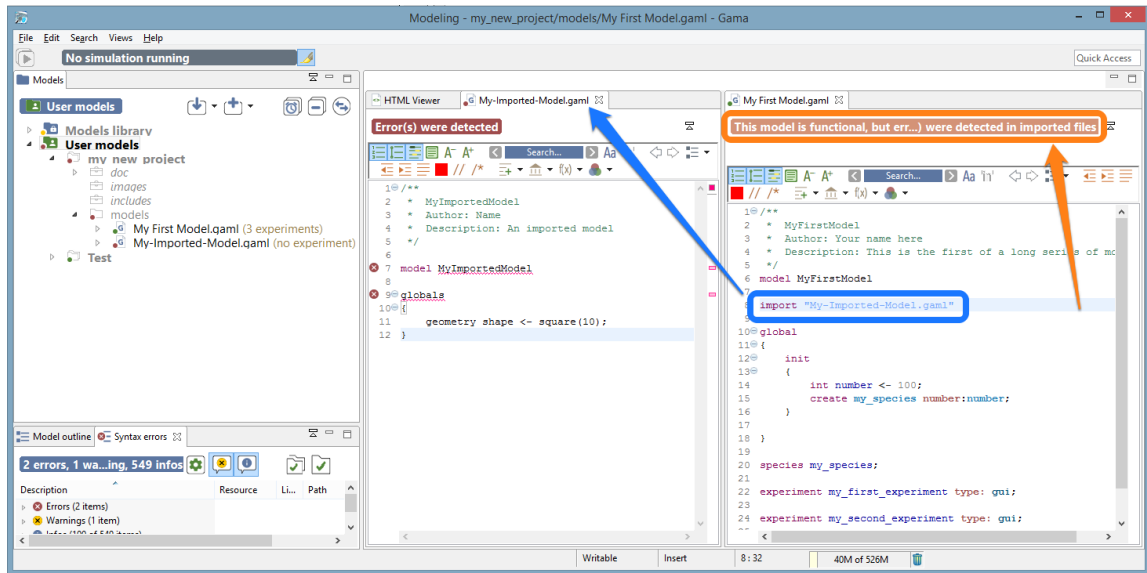 Modeling - my_new_project/models/My First Model.gaml - Gama
File Edit Search Views Help
No simulation running
Quick Access
Models
User models
Models library
User models
my_new_project
doc
images
includes
models
My First Model.gaml (3 experiments)
My-Imported-Model.gaml (no experiment)
Test
Model outline
Syntax errors
2 errors, 1 wa...ing, 549 infos
Description Resource Li... Path
Errors (2 items)
Warnings (1 item)
HTML Viewer
My-Imported-Model.gaml
Error(s) were detected
A- A+ Search... Aa
// /* f(x)
1 /**
2 * MyImportedModel
3 * Author: Name
4 * Description: An imported model
5 */
6
7 model MyImportedModel
8
9 globals
10 {
11 geometry shape <- square(10);
12 }
My First Model.gaml
This model is functional, but err...) were detected in imported files
A- A+ Search... Aa
// /* f(x)
1 /**
2 * MyFirstModel
3 * Author: Your name here
4 * Description: This is the first of a long series of mo
5 */
6 model MyFirstModel
7
8 import "My-Imported-Model.gaml"
9
10 global
11 {
12 init
13 {
14 int number <- 100;
15 create my_species number:number;
16 }
17
18 }
19
20 species my_species;
21
22 experiment my_first_experiment type: gui;
23
24 experiment my_second_experiment type: gui;
Writable Insert 8 : 32 40M of 526M